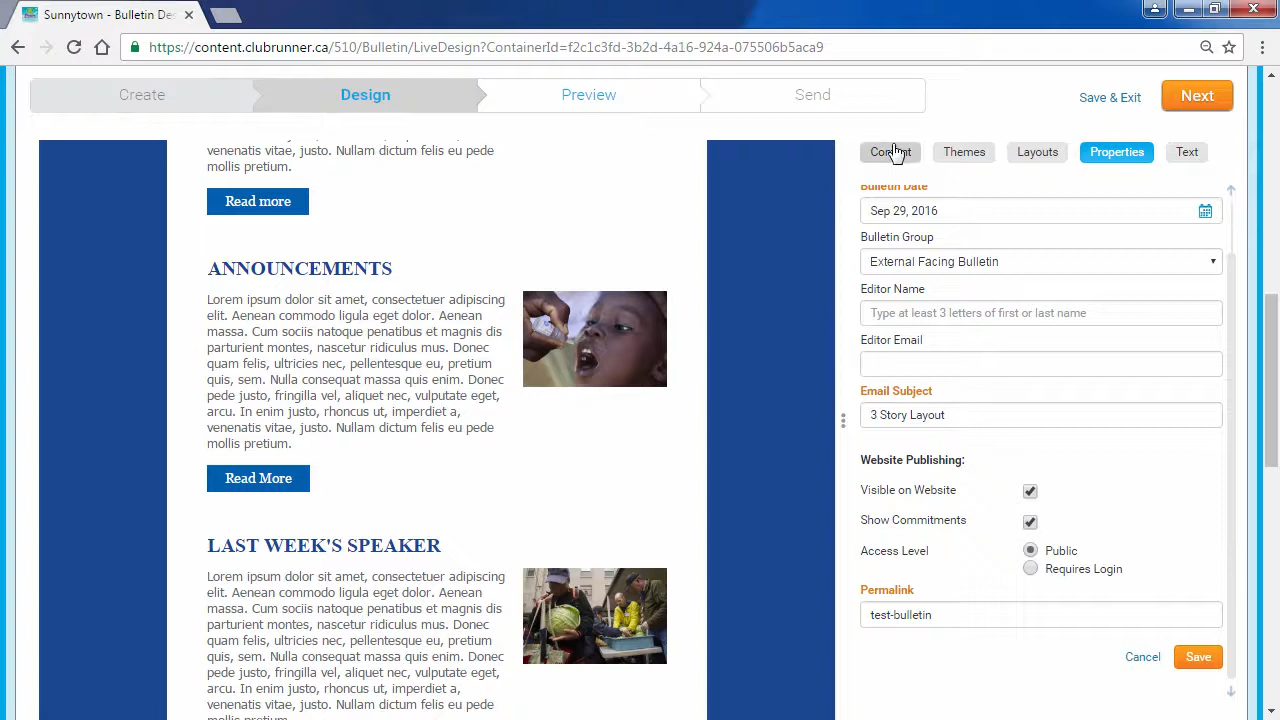 Sunnytown - Bulletin Des
https://content.clubrunner.ca/510/Bulletin/LiveDesign?ContainerId=f2c1c3fd-3b2d-4a16-924a-075506b5aca9
Create
Design
Preview
Send
Save & Exit
Next
venenatis vitae, justo. Nullam dictum felis eu pede
mollis pretium.
Read more
ANNOUNCEMENTS
Lorem ipsum dolor sit amet, consectetuer adipiscing
elit. Aenean commodo ligula eget dolor. Aenean
massa. Cum sociis natoque penatibus et magnis dis
parturient montes, nascetur ridiculus mus. Donec
quam felis, ultricies nec, pellentesque eu, pretium
quis, sem. Nulla consequat massa quis enim. Donec
pede justo, fringilla vel, aliquet nec, vulputate eget,
arcu. In enim justo, rhoncus ut, imperdiet a,
venenatis vitae, justo. Nullam dictum felis eu pede
mollis pretium.
Read More
LAST WEEK'S SPEAKER
Lorem ipsum dolor sit amet, consectetuer adipiscing
elit. Aenean commodo ligula eget dolor. Aenean
massa. Cum sociis natoque penatibus et magnis dis
parturient montes, nascetur ridiculus mus. Donec
quam felis, ultricies nec, pellentesque eu, pretium
quis, sem. Nulla consequat massa quis enim. Donec
pede justo, fringilla vel, aliquet nec, vulputate eget,
arcu. In enim justo, rhoncus ut, imperdiet a,
venenatis vitae, justo. Nullam dictum felis eu pede
Themes
Layouts
Properties
Text
Bulletin Date
Sep 29, 2016
Bulletin Group
External Facing Bulletin
Editor Name
Type at least 3 letters of first or last name
Editor Email
Email Subject
3 Story Layout
Website Publishing:
Visible on Website
Show Commitments
Access Level
Public
Requires Login
Permalink
test-bulletin
Cancel
Save